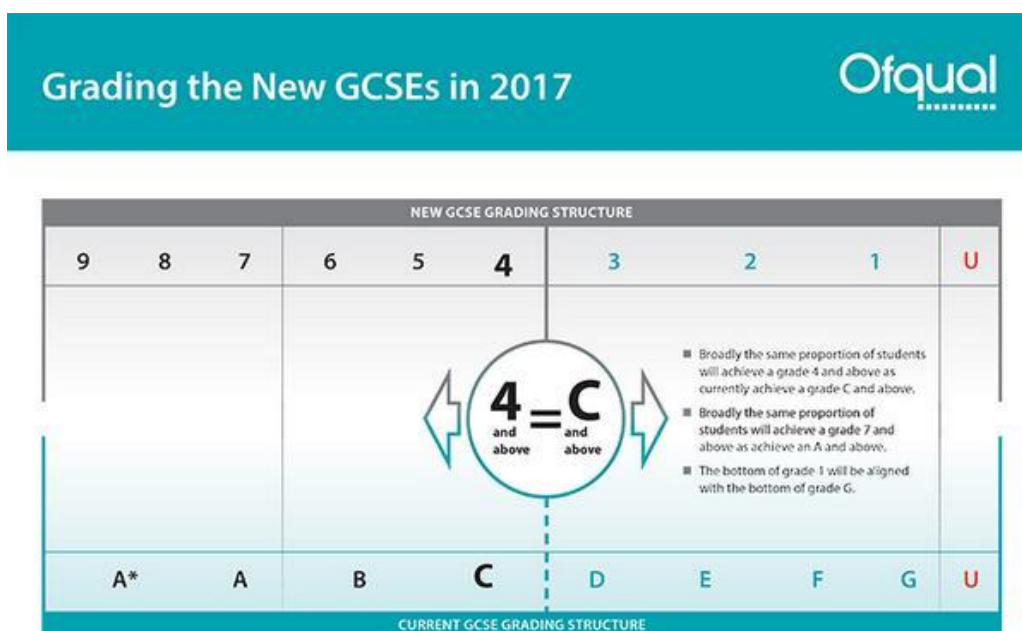 Grading the New GCSEs in 2017
Ofqual
NEW GCSE GRADING STRUCTURE
9 8 7 6 5 4 3 2 1 U
4 and above = C and above
■ Broadly the same proportion of students
will achieve a grade 4 and above as
currently achieve a grade C and above.
■ Broadly the same proportion of
students will achieve a grade 7 and
above as achieve an A and above.
■ The bottom of grade 1 will be aligned
with the bottom of grade G.
A* A B C D E F G U
CURRENT GCSE GRADING STRUCTURE